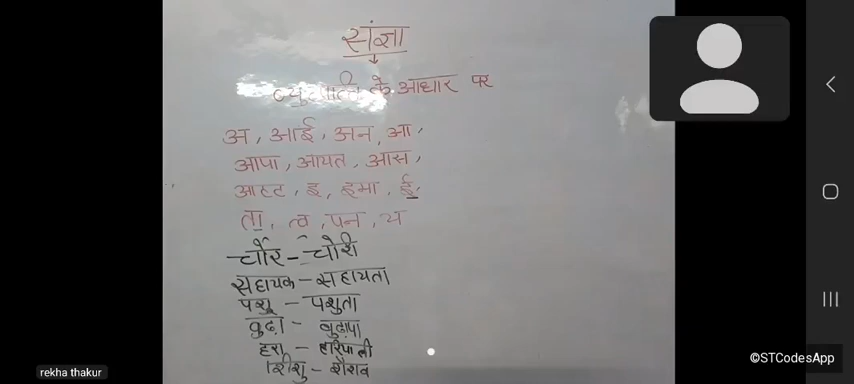 संज्ञा
व्युत्पत्ति के आधार पर
अ, आई, अन, आ,
आपा, आयत, आस,
आहट, इ, इमा, ई,
ता, त्व, पन, य
चोर - चोरी
सहायक - सहायता
पशु - पशुता
वुढ़ा - वुढ़ापा
हरा - हरियाली
शिशु - शैशव
rekha thakur
©STCodesApp